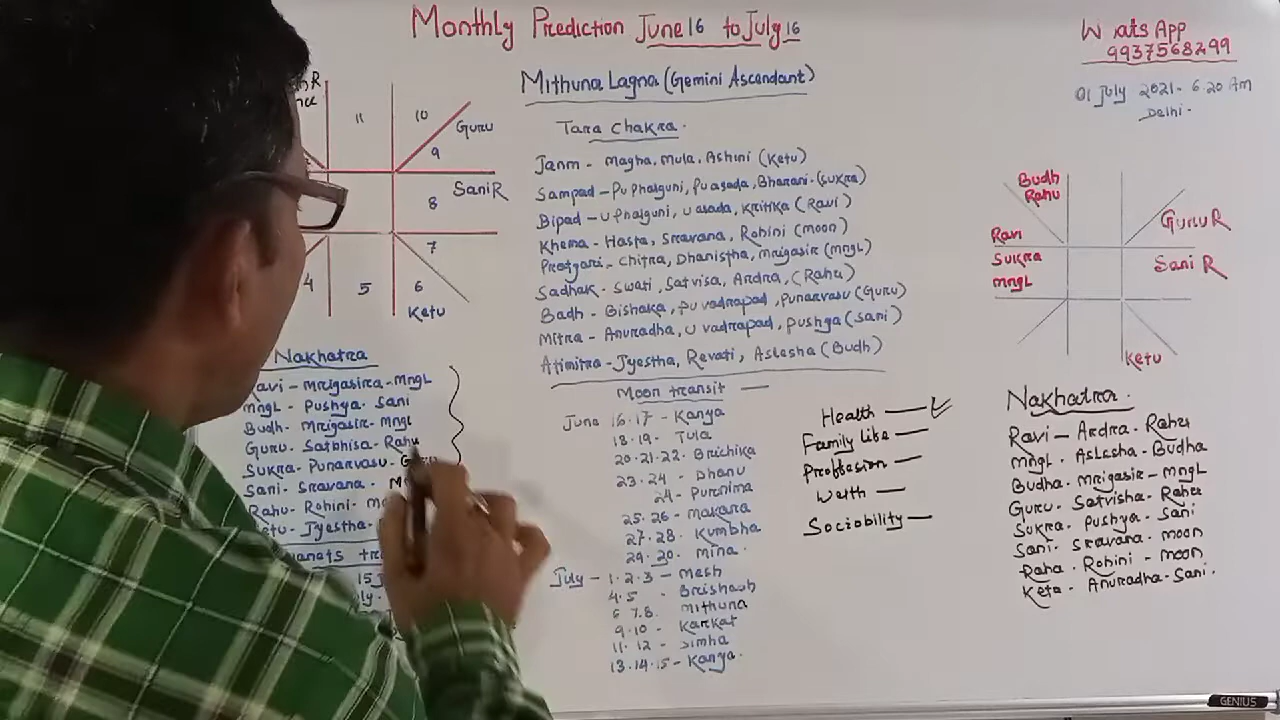 Monthly Prediction June 16 to July 16
WhatsApp
9937568299
01 July 2021 - 6.20 Am
Delhi.
Mithuna Lagna (Gemini Ascendant)
11
10
Guru
9
Sani R
8
7
4
5
6
Ketu
Tara Chakra.
Janm - Magha, Mula, Ashini (Ketu)
Sampad - Pu Phalguni, Pu asada, Bharani - (Sukra)
Bipad - U Phalguni, U asada, Kritika (Ravi)
Khema - Hasta, Sravana, Rohini (moon)
Pratyari - Chitra, Dhanistha, Mrigasir (mngl)
Sadhak - Swati, Satvisa, Ardra, (Rahu)
Badh - Bishaka, Pu vadrapad, Punarvasu (Guru)
Mitra - Anuradha, U vadrapad, Pushya (sani)
Atimitra - Jyestha, Revati, Aslesha (Budh)
Budh
Rahu
Guru R
Ravi
Sukra
mngl
Sani R
Ketu
Nakhatra
Ravi - Mrigasira - Mngl
Mngl - Pushya - Sani
Budh - Mrigasir - mngl
Guru - Satbhisa - Rahu
Sukra - Punarvasu -
Sani - Sravana -
Rahu - Rohini -
Ketu - Jyestha -
15
Moon transit —
June 16.17 - Kanya
18.19 - Tula
20.21.22 - Brichika
23.24 - Dhanu
24 - Purnima
25.26 - makara
27.28 - Kumbha
29.30 - Mina.
July - 1.2.3 - Mesh
4.5 - Brishabh
6 7.8. Mithuna
9.10 - Karkat
11.12 - Simha
13.14.15 - Kanya.
Health —
Family life —
Proffesion —
Welth —
Sociobility —
Nakhatra.
Ravi - Ardra - Rahu
mngl - Aslesha - Budha
Budha - mrigasir - mngl
Guru - Satvisha - Rahu
Sukra - Pushya - Sani
Sani - Sravana - moon
Rahu - Rohini - moon
Ketu - Anuradha - Sani.
GENIUS